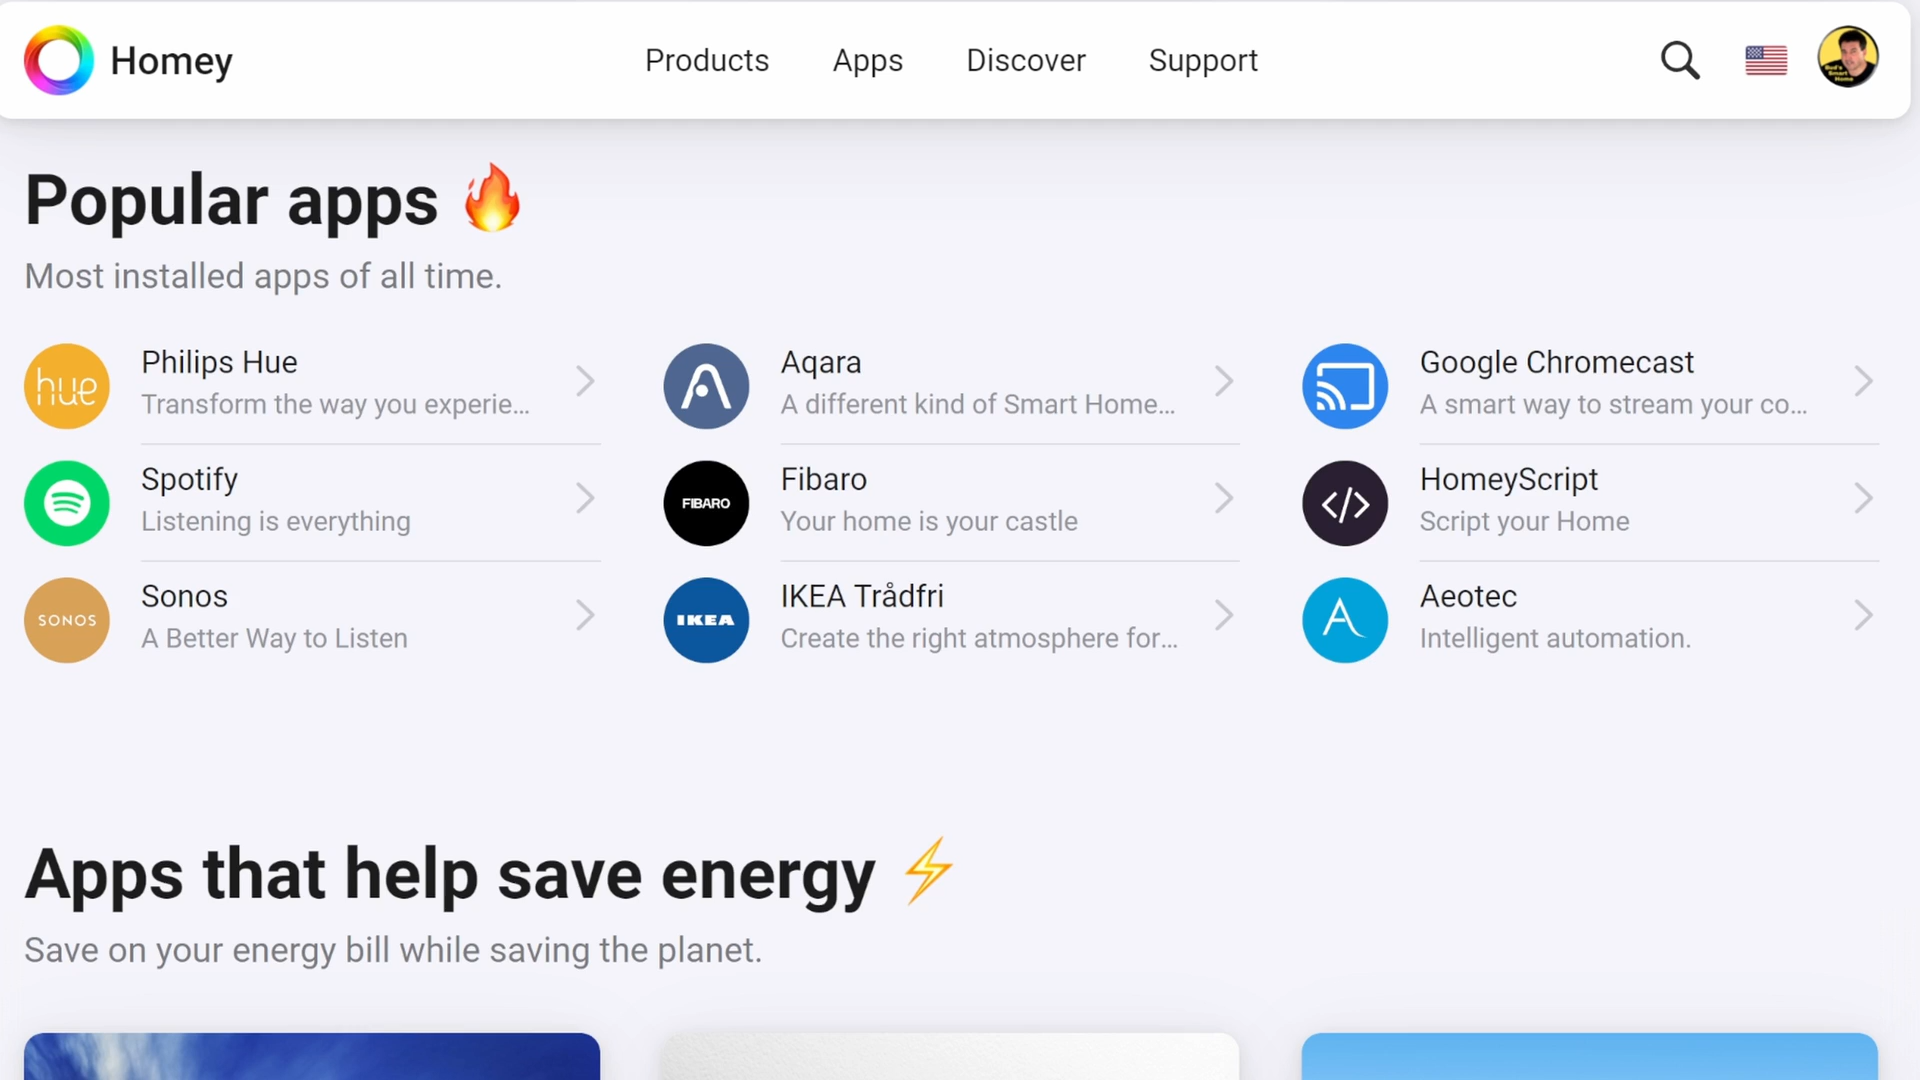 Homey
Products
Apps
Discover
Support
Bud's
Smart
Home
Popular apps 🔥
Most installed apps of all time.
hue
Philips Hue
Transform the way you experie...
Aqara
A different kind of Smart Home...
Google Chromecast
A smart way to stream your co...
Spotify
Listening is everything
FIBARO
Fibaro
Your home is your castle
HomeyScript
Script your Home
SONOS
Sonos
A Better Way to Listen
IKEA
IKEA Trådfri
Create the right atmosphere for...
Aeotec
Intelligent automation.
Apps that help save energy ⚡
Save on your energy bill while saving the planet.